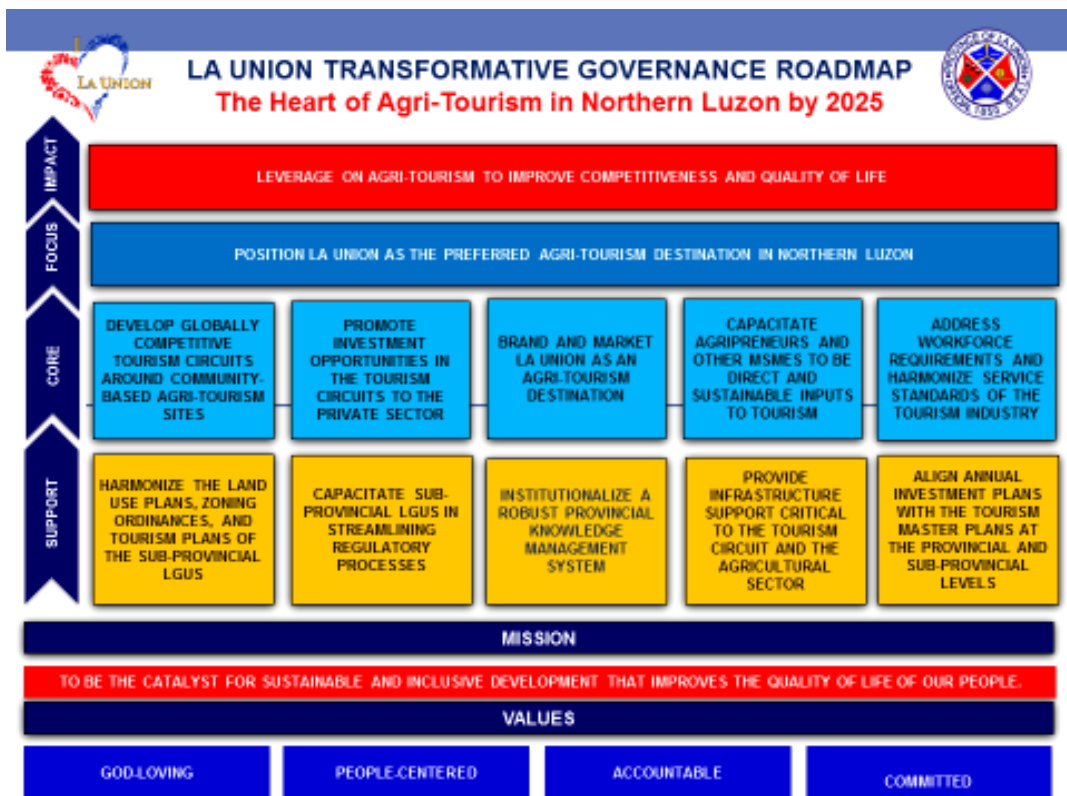 LA UNION
LA UNION TRANSFORMATIVE GOVERNANCE ROADMAP
The Heart of Agri-Tourism in Northern Luzon by 2025
PROVINCE OF LA UNION
OFFICIAL 1850 SEAL
IMPACT
LEVERAGE ON AGRI-TOURISM TO IMPROVE COMPETITIVENESS AND QUALITY OF LIFE
FOCUS
POSITION LA UNION AS THE PREFERRED AGRI-TOURISM DESTINATION IN NORTHERN LUZON
CORE
DEVELOP GLOBALLY
COMPETITIVE
TOURISM CIRCUITS
AROUND COMMUNITY-
BASED AGRI-TOURISM
SITES
PROMOTE
INVESTMENT
OPPORTUNITIES IN
THE TOURISM
CIRCUITS TO THE
PRIVATE SECTOR
BRAND AND MARKET
LA UNION AS AN
AGRI-TOURISM
DESTINATION
CAPACITATE
AGRIPRENEURS AND
OTHER MSMES TO BE
DIRECT AND
SUSTAINABLE INPUTS
TO TOURISM
ADDRESS
WORKFORCE
REQUIREMENTS AND
HARMONIZE SERVICE
STANDARDS OF THE
TOURISM INDUSTRY
SUPPORT
HARMONIZE THE LAND
USE PLANS, ZONING
ORDINANCES, AND
TOURISM PLANS OF
THE SUB-PROVINCIAL
LGUS
CAPACITATE SUB-
PROVINCIAL LGUS IN
STREAMLINING
REGULATORY
PROCESSES
INSTITUTIONALIZE A
ROBUST PROVINCIAL
KNOWLEDGE
MANAGEMENT
SYSTEM
PROVIDE
INFRASTRUCTURE
SUPPORT CRITICAL
TO THE TOURISM
CIRCUIT AND THE
AGRICULTURAL
SECTOR
ALIGN ANNUAL
INVESTMENT PLANS
WITH THE TOURISM
MASTER PLANS AT
THE PROVINCIAL AND
SUB-PROVINCIAL
LEVELS
MISSION
TO BE THE CATALYST FOR SUSTAINABLE AND INCLUSIVE DEVELOPMENT THAT IMPROVES THE QUALITY OF LIFE OF OUR PEOPLE.
VALUES
GOD-LOVING
PEOPLE-CENTERED
ACCOUNTABLE
COMMITTED